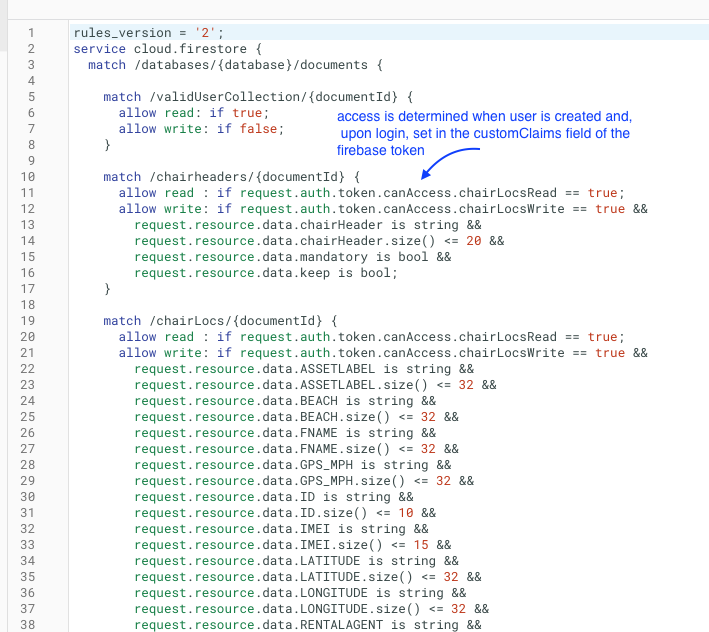 1 rules_version = '2';
2 service cloud.firestore {
3 match /databases/{database}/documents {
4
5 match /validUserCollection/{documentId} {
6 allow read: if true;
7 allow write: if false;
8 }
access is determined when user is created and,
upon login, set in the customClaims field of the
firebase token
9
10 match /chairheaders/{documentId} {
11 allow read : if request.auth.token.canAccess.chairLocsRead == true;
12 allow write: if request.auth.token.canAccess.chairLocsWrite == true &&
13 request.resource.data.chairHeader is string &&
14 request.resource.data.chairHeader.size() <= 20 &&
15 request.resource.data.mandatory is bool &&
16 request.resource.data.keep is bool;
17 }
18
19 match /chairLocs/{documentId} {
20 allow read : if request.auth.token.canAccess.chairLocsRead == true;
21 allow write: if request.auth.token.canAccess.chairLocsWrite == true &&
22 request.resource.data.ASSETLABEL is string &&
23 request.resource.data.ASSETLABEL.size() <= 32 &&
24 request.resource.data.BEACH is string &&
25 request.resource.data.BEACH.size() <= 32 &&
26 request.resource.data.FNAME is string &&
27 request.resource.data.FNAME.size() <= 32 &&
28 request.resource.data.GPS_MPH is string &&
29 request.resource.data.GPS_MPH.size() <= 32 &&
30 request.resource.data.ID is string &&
31 request.resource.data.ID.size() <= 10 &&
32 request.resource.data.IMEI is string &&
33 request.resource.data.IMEI.size() <= 15 &&
34 request.resource.data.LATITUDE is string &&
35 request.resource.data.LATITUDE.size() <= 32 &&
36 request.resource.data.LONGITUDE is string &&
37 request.resource.data.LONGITUDE.size() <= 32 &&
38 request.resource.data.RENTALAGENT is string &&